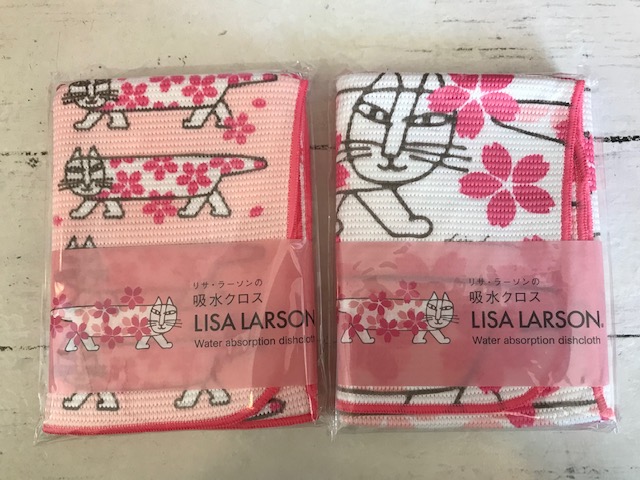 リサ・ラーソンの
吸水クロス
LISA LARSON
Water absorption dishcloth
リサ・ラーソンの
吸水クロス
LISA LARSON®
Water absorption dishcloth